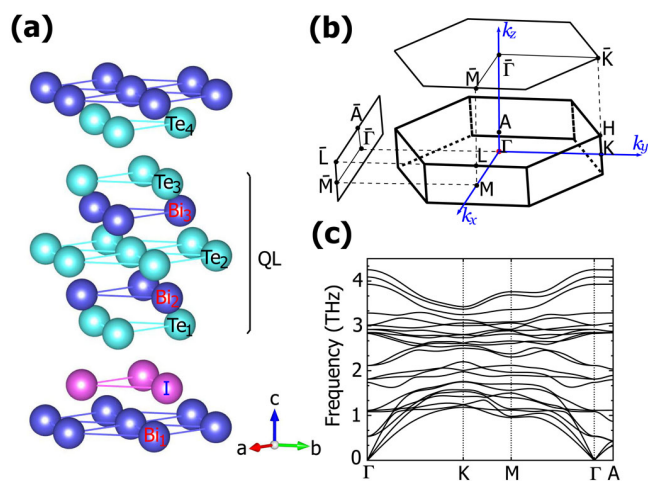 (a)
Te4
Te3
Bi3
Te2
QL
Bi2
Te1
I
Bi1
a
c
b
(b)
kz
Γ̄
K̄
M̄
Ā
Γ̄
L̄
M̄
A
H
K
Γ
ky
L
M
kx
(c)
Frequency (THz)
4
3
2
1
0
Γ K M Γ A